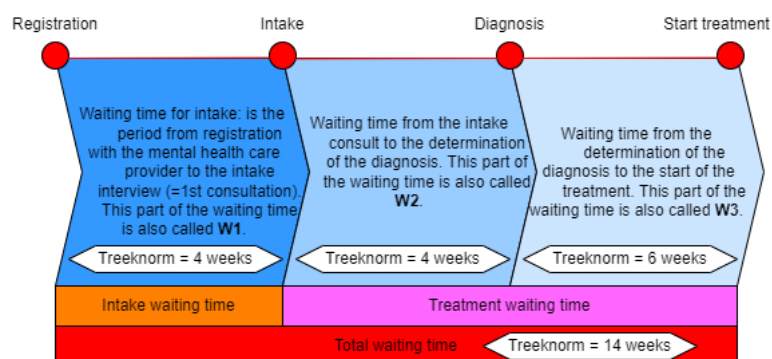 Registration
Intake
Diagnosis
Start treatment
Waiting time for intake: is the
period from registration
with the mental health care
provider to the intake
interview (=1st consultation).
This part of the waiting time
is also called W1.
Waiting time from the intake
consult to the determination
of the diagnosis. This part of
the waiting time is also called
W2.
Waiting time from the
determination of the
diagnosis to the start of the
treatment. This part of the
waiting time is also called W3.
Treeknorm = 4 weeks
Treeknorm = 4 weeks
Treeknorm = 6 weeks
Intake waiting time
Treatment waiting time
Total waiting time
Treeknorm = 14 weeks